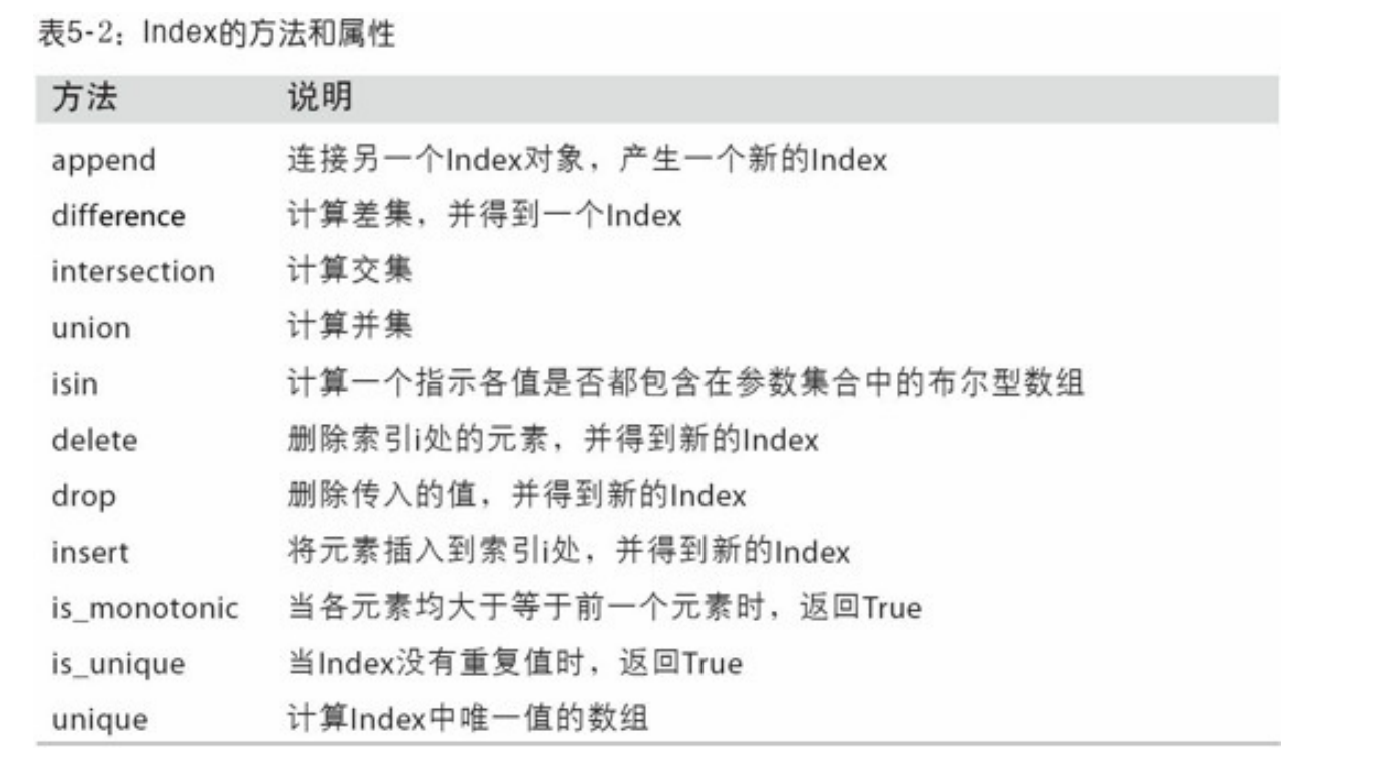 表5-2：Index的方法和属性
方法 说明
append 连接另一个Index对象，产生一个新的Index
difference 计算差集，并得到一个Index
intersection 计算交集
union 计算并集
isin 计算一个指示各值是否都包含在参数集合中的布尔型数组
delete 删除索引i处的元素，并得到新的Index
drop 删除传入的值，并得到新的Index
insert 将元素插入到索引i处，并得到新的Index
is_monotonic 当各元素均大于等于前一个元素时，返回True
is_unique 当Index没有重复值时，返回True
unique 计算Index中唯一值的数组